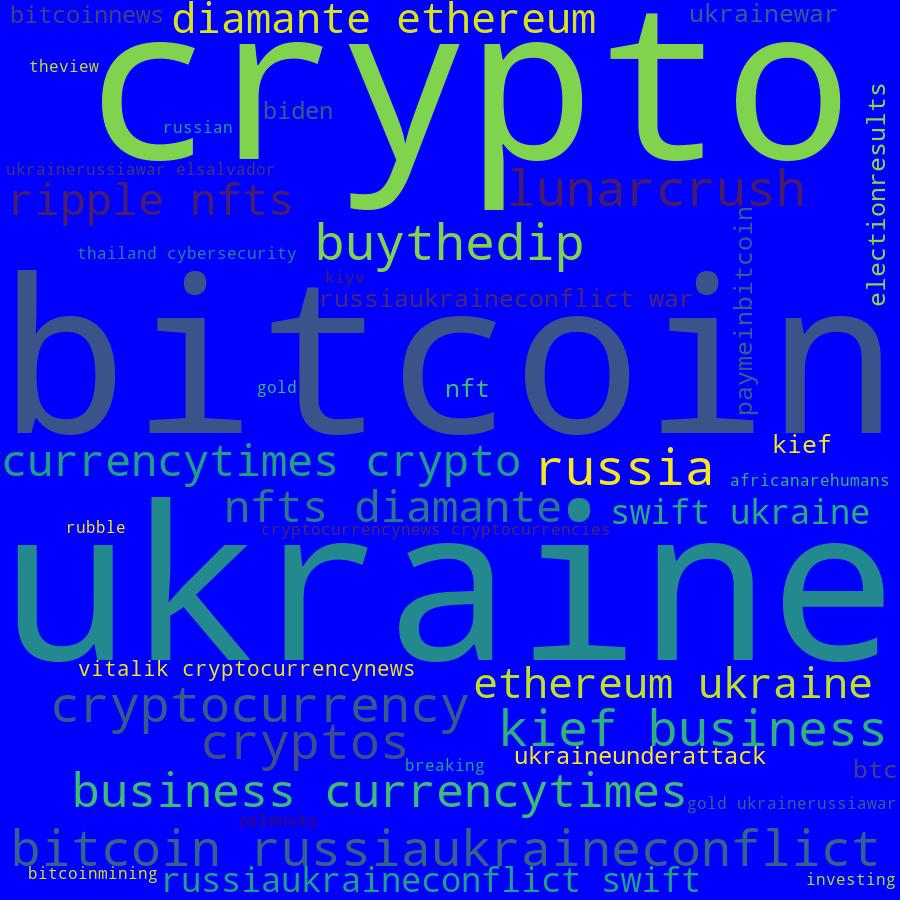 bitcoinnews
diamante ethereum
ukrainewar
crypto
theview
biden
russian
electionresults
ukrainerussiawar elsalvador
ripple nfts
lunarcrush
buythedip
thailand cybersecurity
paymeinbitcoin
kiyv
russiaukraineconflict war
bitcoin
gold
nft
kief
currencytimes crypto
russia
africanarehumans
nfts diamante
swift ukraine
rubble
cryptocurrencynews cryptocurrencies
ukraine
vitalik cryptocurrencynews
ethereum ukraine
cryptocurrency
kief business
cryptos
ukraineunderattack
breaking
btc
business currencytimes
gold ukrainerussiawar
zelensky
bitcoin russiaukraineconflict
bitcoinmining
russiaukraineconflict swift
investing